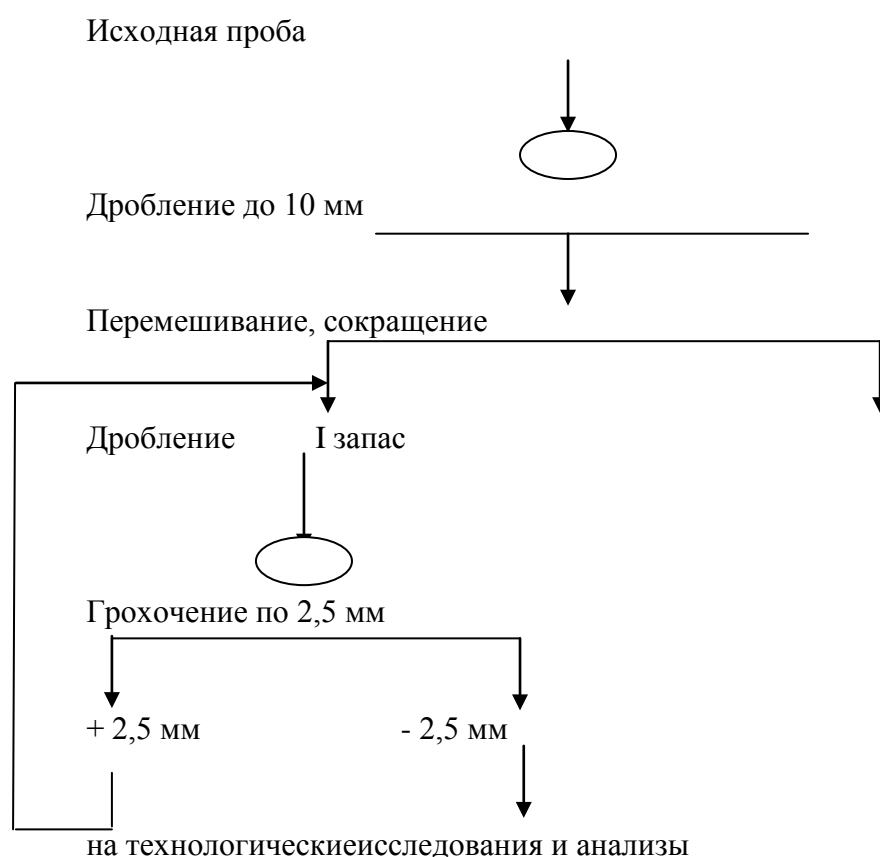 Исходная проба
Дробление до 10 мм
Перемешивание, сокращение
Дробление I запас
Грохочение по 2,5 мм
+ 2,5 мм - 2,5 мм
на технологическиеисследования и анализы